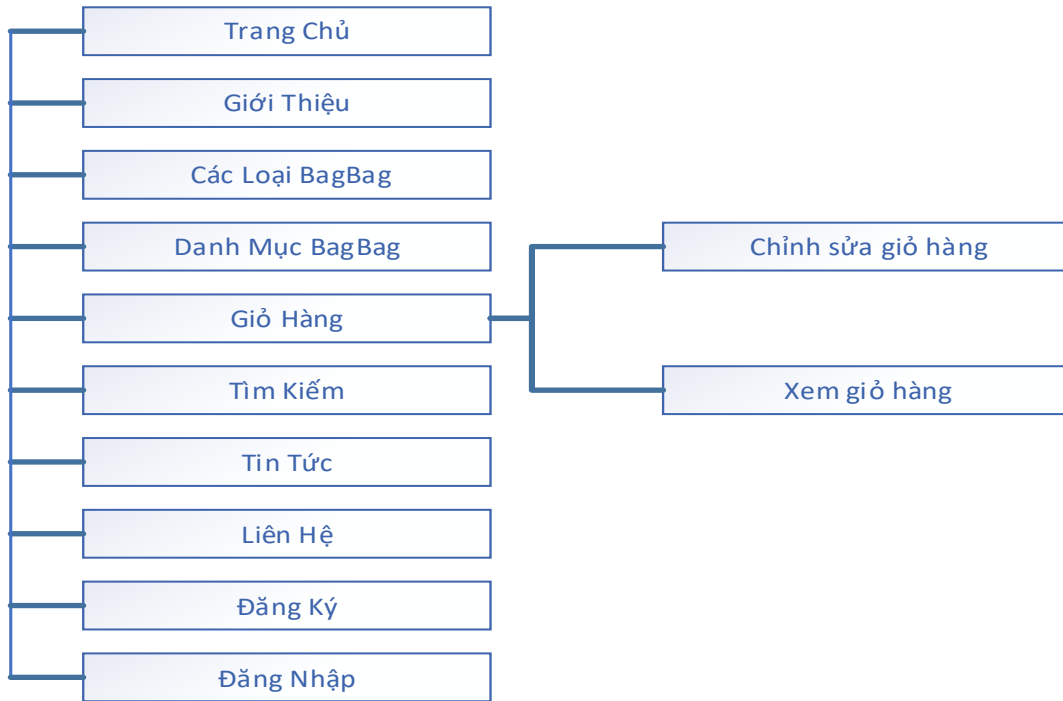 Trang Chủ
Giới Thiệu
Các Loại BagBag
Danh Mục BagBag
Giỏ Hàng
Tìm Kiếm
Tin Tức
Liên Hệ
Đăng Ký
Đăng Nhập
Chỉnh sửa giỏ hàng
Xem giỏ hàng